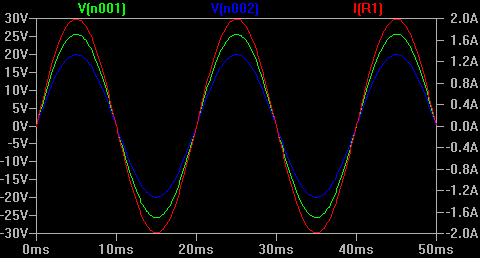 V(n001) V(n002) I(R1)
30V 2.0A
25V 1.6A
20V 1.2A
15V 0.8A
10V 0.4A
5V 0.0A
0V -0.4A
-5V -0.8A
-10V -1.2A
-15V -1.6A
-20V -2.0A
-25V
-30V
0ms 10ms 20ms 30ms 40ms 50ms